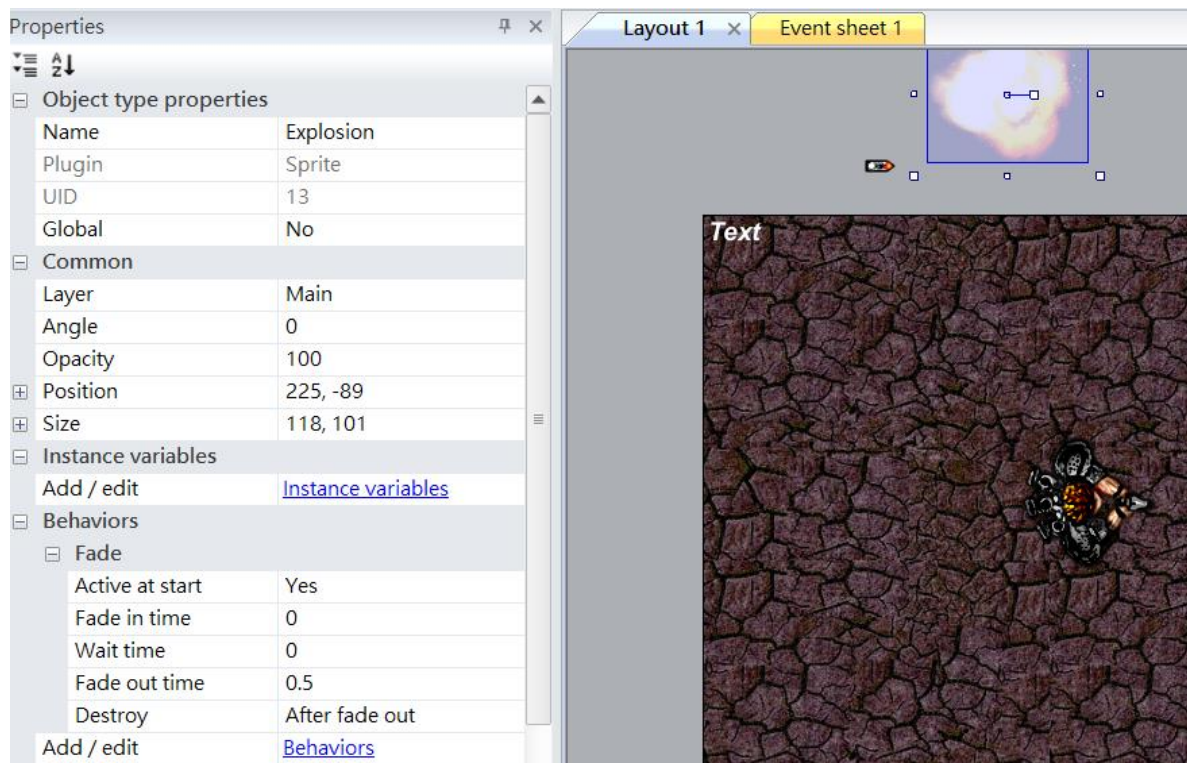 Properties
Layout 1
Event sheet 1
Object type properties
Name Explosion
Plugin Sprite
UID 13
Global No
Common
Layer Main
Angle 0
Opacity 100
Position 225, -89
Size 118, 101
Instance variables
Add / edit Instance variables
Behaviors
Fade
Active at start Yes
Fade in time 0
Wait time 0
Fade out time 0.5
Destroy After fade out
Add / edit Behaviors
Text